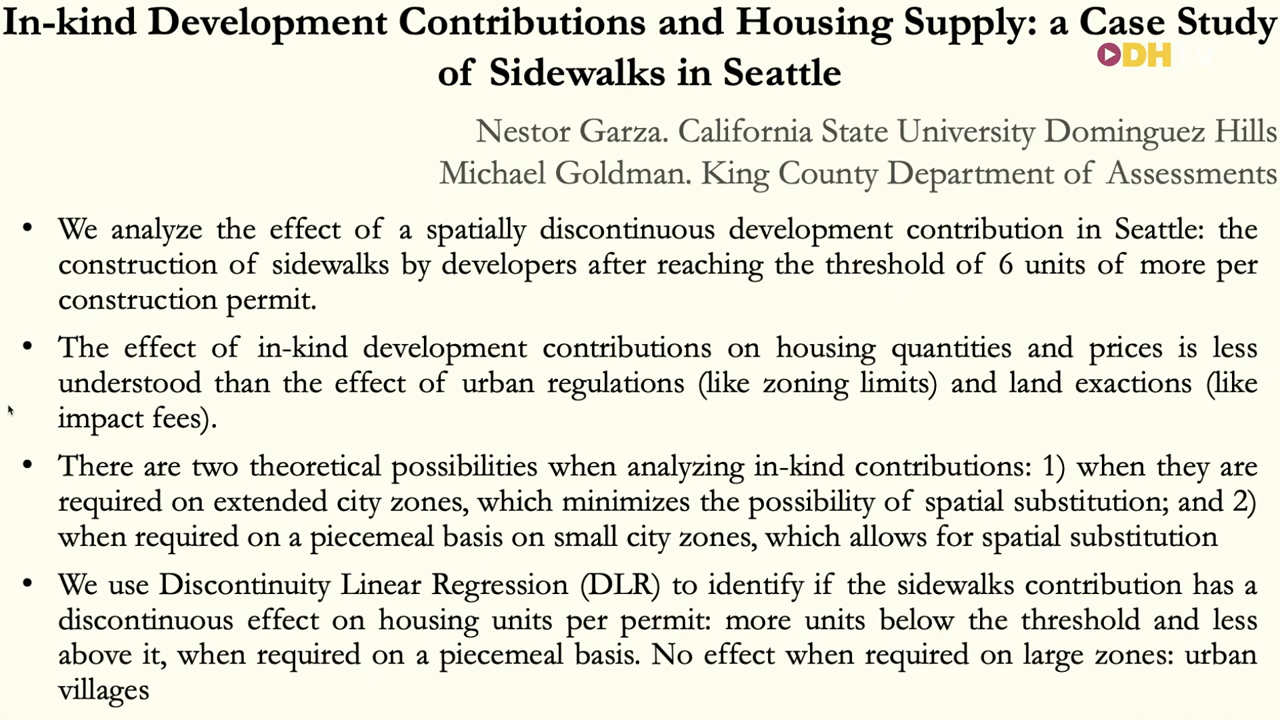 In-kind Development Contributions and Housing Supply: a Case Study
of Sidewalks in Seattle
DHTV
Nestor Garza. California State University Dominguez Hills
Michael Goldman. King County Department of Assessments
• We analyze the effect of a spatially discontinuous development contribution in Seattle: the
construction of sidewalks by developers after reaching the threshold of 6 units of more per
construction permit.
• The effect of in-kind development contributions on housing quantities and prices is less
understood than the effect of urban regulations (like zoning limits) and land exactions (like
impact fees).
• There are two theoretical possibilities when analyzing in-kind contributions: 1) when they are
required on extended city zones, which minimizes the possibility of spatial substitution; and 2)
when required on a piecemeal basis on small city zones, which allows for spatial substitution
• We use Discontinuity Linear Regression (DLR) to identify if the sidewalks contribution has a
discontinuous effect on housing units per permit: more units below the threshold and less
above it, when required on a piecemeal basis. No effect when required on large zones: urban
villages